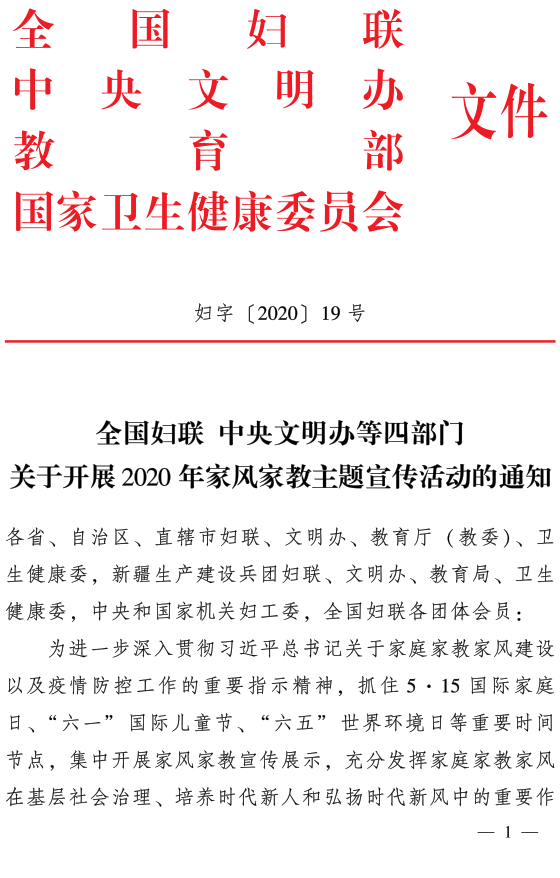 全国妇联
中央文明办
教育部
国家卫生健康委员会
文件
妇字〔2020〕19 号
全国妇联 中央文明办等四部门
关于开展 2020 年家风家教主题宣传活动的通知
各省、自治区、直辖市妇联、文明办、教育厅（教委）、卫
生健康委，新疆生产建设兵团妇联、文明办、教育局、卫生
健康委，中央和国家机关妇工委，全国妇联各团体会员：
为进一步深入贯彻习近平总书记关于家庭家教家风建设
以及疫情防控工作的重要指示精神，抓住 5·15 国际家庭
日、“六一” 国际儿童节、“六五” 世界环境日等重要时间
节点，集中开展家风家教宣传展示，充分发挥家庭家教家风
在基层社会治理、培养时代新人和弘扬时代新风中的重要作
— 1 —